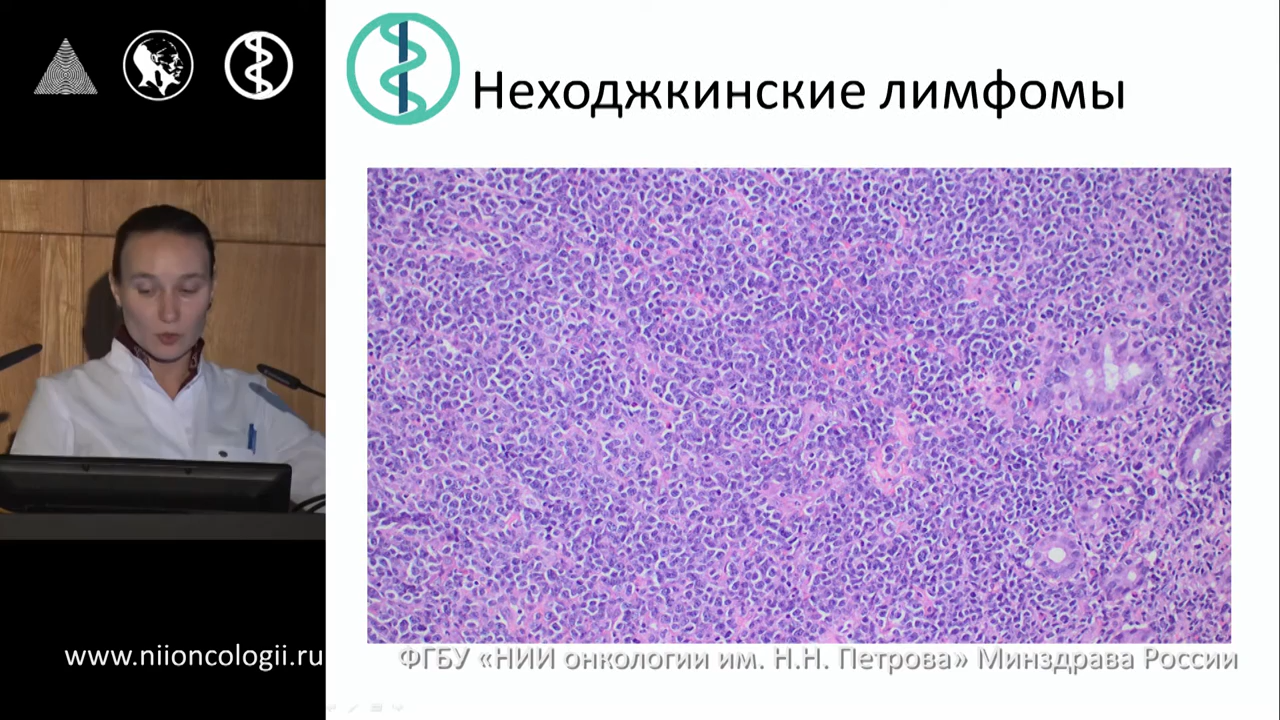 Неходжкинские лимфомы
www.niioncologii.ru
ФГБУ «НИИ онкологии им. Н.Н. Петрова» Минздрава России